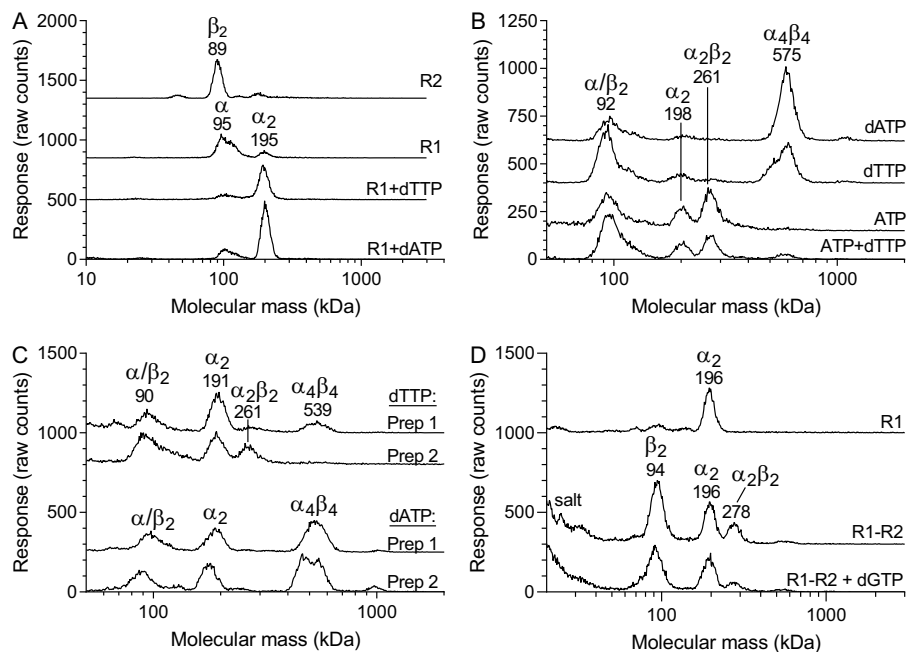 A
2000
1500
1000
500
0
Response (raw counts)
β2
89
R2
α
95
α2
195
R1
R1+dTTP
R1+dATP
10
100
1000
Molecular mass (kDa)
B
1250
1000
750
500
250
0
Response (raw counts)
α4β4
575
α2β2
261
α/β2
92
α2
198
dATP
dTTP
ATP
ATP+dTTP
100
1000
Molecular mass (kDa)
C
1500
1000
500
0
Response (raw counts)
α2
191
α/β2
90
α2β2
261
α4β4
539
dTTP:
Prep 1
Prep 2
α/β2
α2
α4β4
dATP:
Prep 1
Prep 2
100
1000
Molecular mass (kDa)
D
1500
1000
500
0
Response (raw counts)
α2
196
R1
β2
94
α2
196
α2β2
278
salt
R1-R2
R1-R2 + dGTP
100
1000
Molecular mass (kDa)